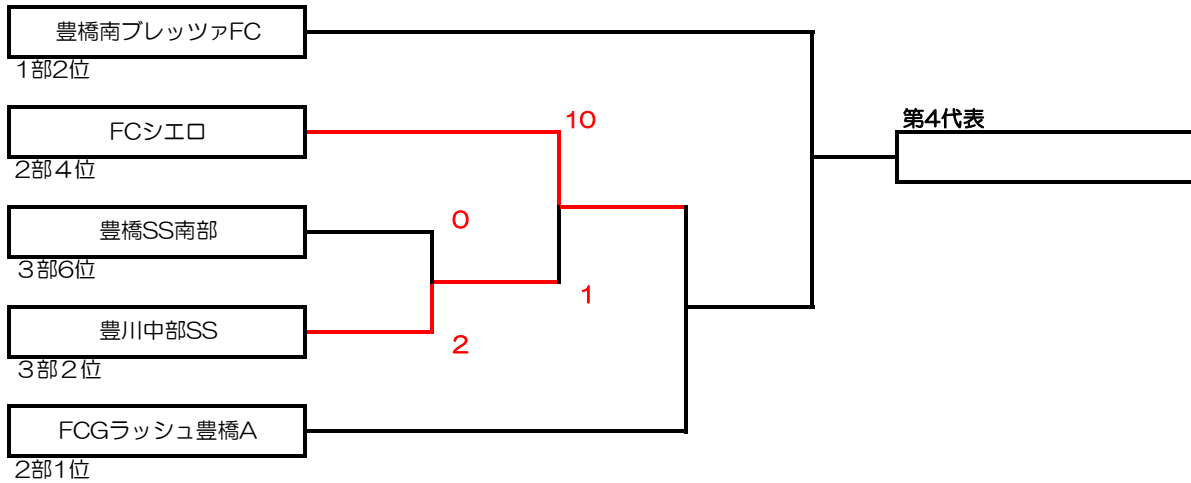 豊橋南ブレッツァFC
1部2位
FCシエロ
10
第4代表
2部４位
豊橋SS南部
0
３部6位
1
豊川中部SS
2
３部２位
FCGラッシュ豊橋A
2部1位